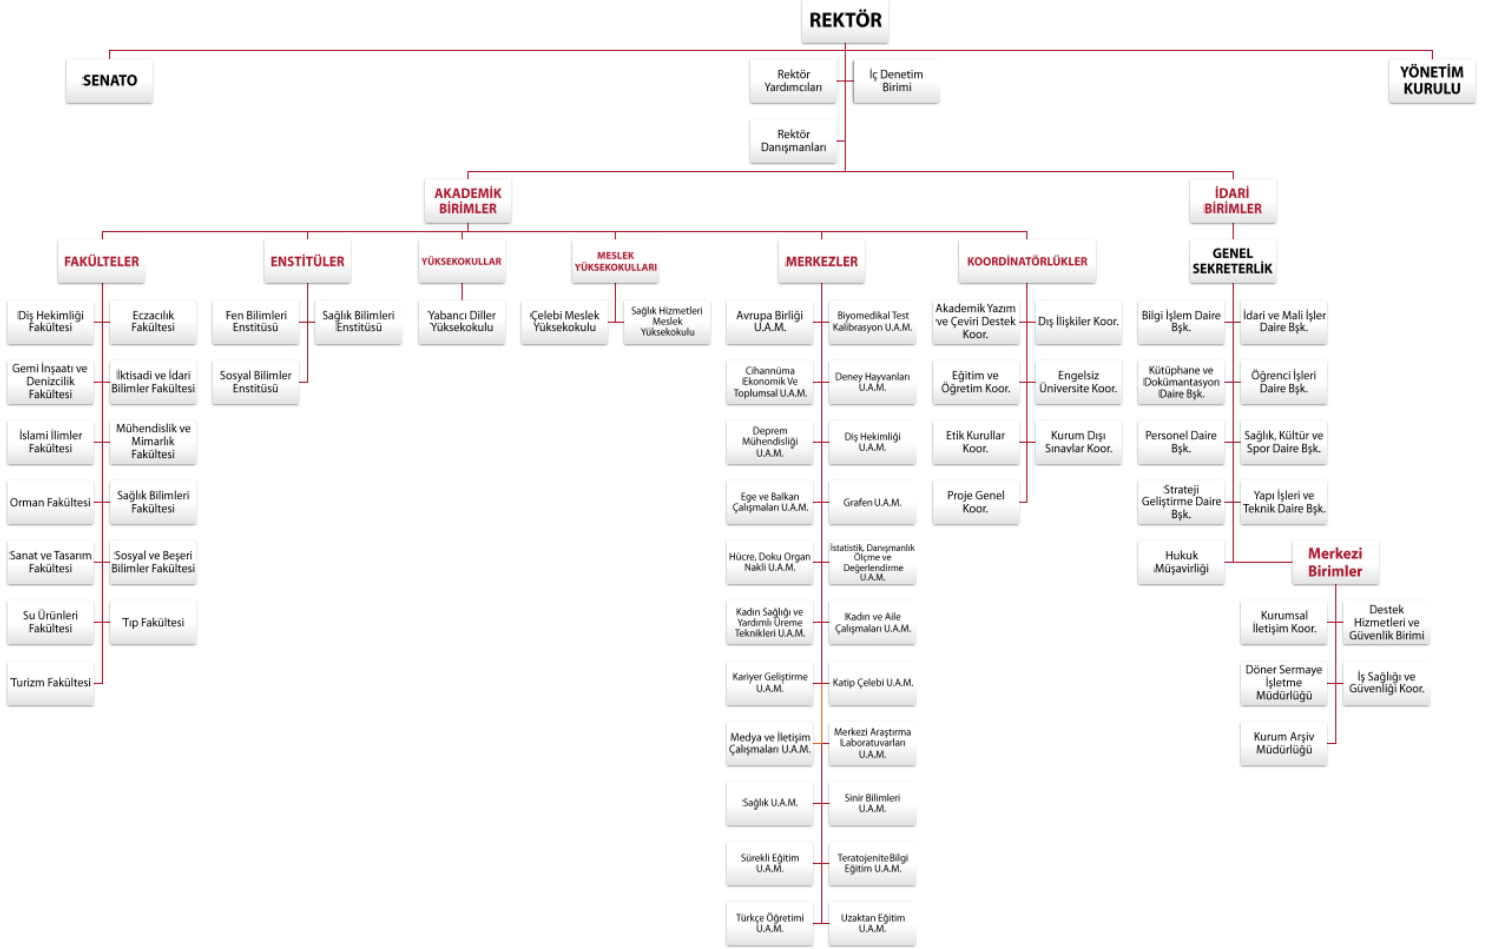 REKTÖR
SENATO
Rektör
Yardımcıları
İç Denetim
Birimi
YÖNETİM
KURULU
Rektör
Danışmanları
AKADEMİK
BİRİMLER
İDARİ
BİRİMLER
FAKÜLTELER
ENSTİTÜLER
YÜKSEKOKULLAR
MESLEK
YÜKSEKOKULLARI
MERKEZLER
KOORDİNATÖRLÜKLER
GENEL
SEKRETERLİK
Diş Hekimliği
Fakültesi
Eczacılık
Fakültesi
Gemi İnşaatı ve
Denizcilik
Fakültesi
İktisadi ve İdari
Bilimler Fakültesi
İslami İlimler
Fakültesi
Mühendislik ve
Mimarlık
Fakültesi
Orman Fakültesi
Sağlık Bilimleri
Fakültesi
Sanat ve Tasarım
Fakültesi
Sosyal ve Beşeri
Bilimler Fakültesi
Su Ürünleri
Fakültesi
Tıp Fakültesi
Turizm Fakültesi
Fen Bilimleri
Enstitüsü
Sağlık Bilimleri
Enstitüsü
Sosyal Bilimler
Enstitüsü
Yabancı Diller
Yüksekokulu
Çelebi Meslek
Yüksekokulu
Sağlık Hizmetleri
Meslek
Yüksekokulu
Avrupa Birliği
U.A.M.
Biyomedikal Test
Kalibrasyon U.A.M.
Cihannüma
Ekonomik Ve
Toplumsal U.A.M.
Deney Hayvanları
U.A.M.
Deprem
Mühendisliği
U.A.M.
Diş Hekimliği
U.A.M.
Ege ve Balkan
Çalışmaları U.A.M.
Grafen U.A.M.
Hücre, Doku Organ
Nakli U.A.M.
İstatistik, Danışmanlık
Ölçme ve
Değerlendirme
U.A.M.
Kadın Sağlığı ve
Yardımlı Üreme
Teknikleri U.A.M.
Kadın ve Aile
Çalışmaları U.A.M.
Kariyer Geliştirme
U.A.M.
Katip Çelebi U.A.M.
Medya ve İletişim
Çalışmaları U.A.M.
Merkezi Araştırma
Laboratuvarları
U.A.M.
Sağlık U.A.M.
Sinir Bilimleri
U.A.M.
Sürekli Eğitim
U.A.M.
Teratojenite Bilgi
Eğitim U.A.M.
Türkçe Öğretimi
U.A.M.
Uzaktan Eğitim
U.A.M.
Akademik Yazım
ve Çeviri Destek
Koor.
Dış İlişkiler Koor.
Eğitim ve
Öğretim Koor.
Engelsiz
Üniversite Koor.
Etik Kurullar
Koor.
Kurum Dışı
Sınavlar Koor.
Proje Genel
Koor.
Bilgi İşlem Daire
Bşk.
İdari ve Mali İşler
Daire Bşk.
Kütüphane ve
Dokümantasyon
Daire Bşk.
Öğrenci İşleri
Daire Bşk.
Personel Daire
Bşk.
Sağlık, Kültür ve
Spor Daire Bşk.
Strateji
Geliştirme Daire
Bşk.
Yapı İşleri ve
Teknik Daire Bşk.
Hukuk
Müşavirliği
Merkezi
Birimler
Kurumsal
İletişim Koor.
Destek
Hizmetleri ve
Güvenlik Birimi
Döner Sermaye
İşletme
Müdürlüğü
İş Sağlığı ve
Güvenliği Koor.
Kurum Arşiv
Müdürlüğü